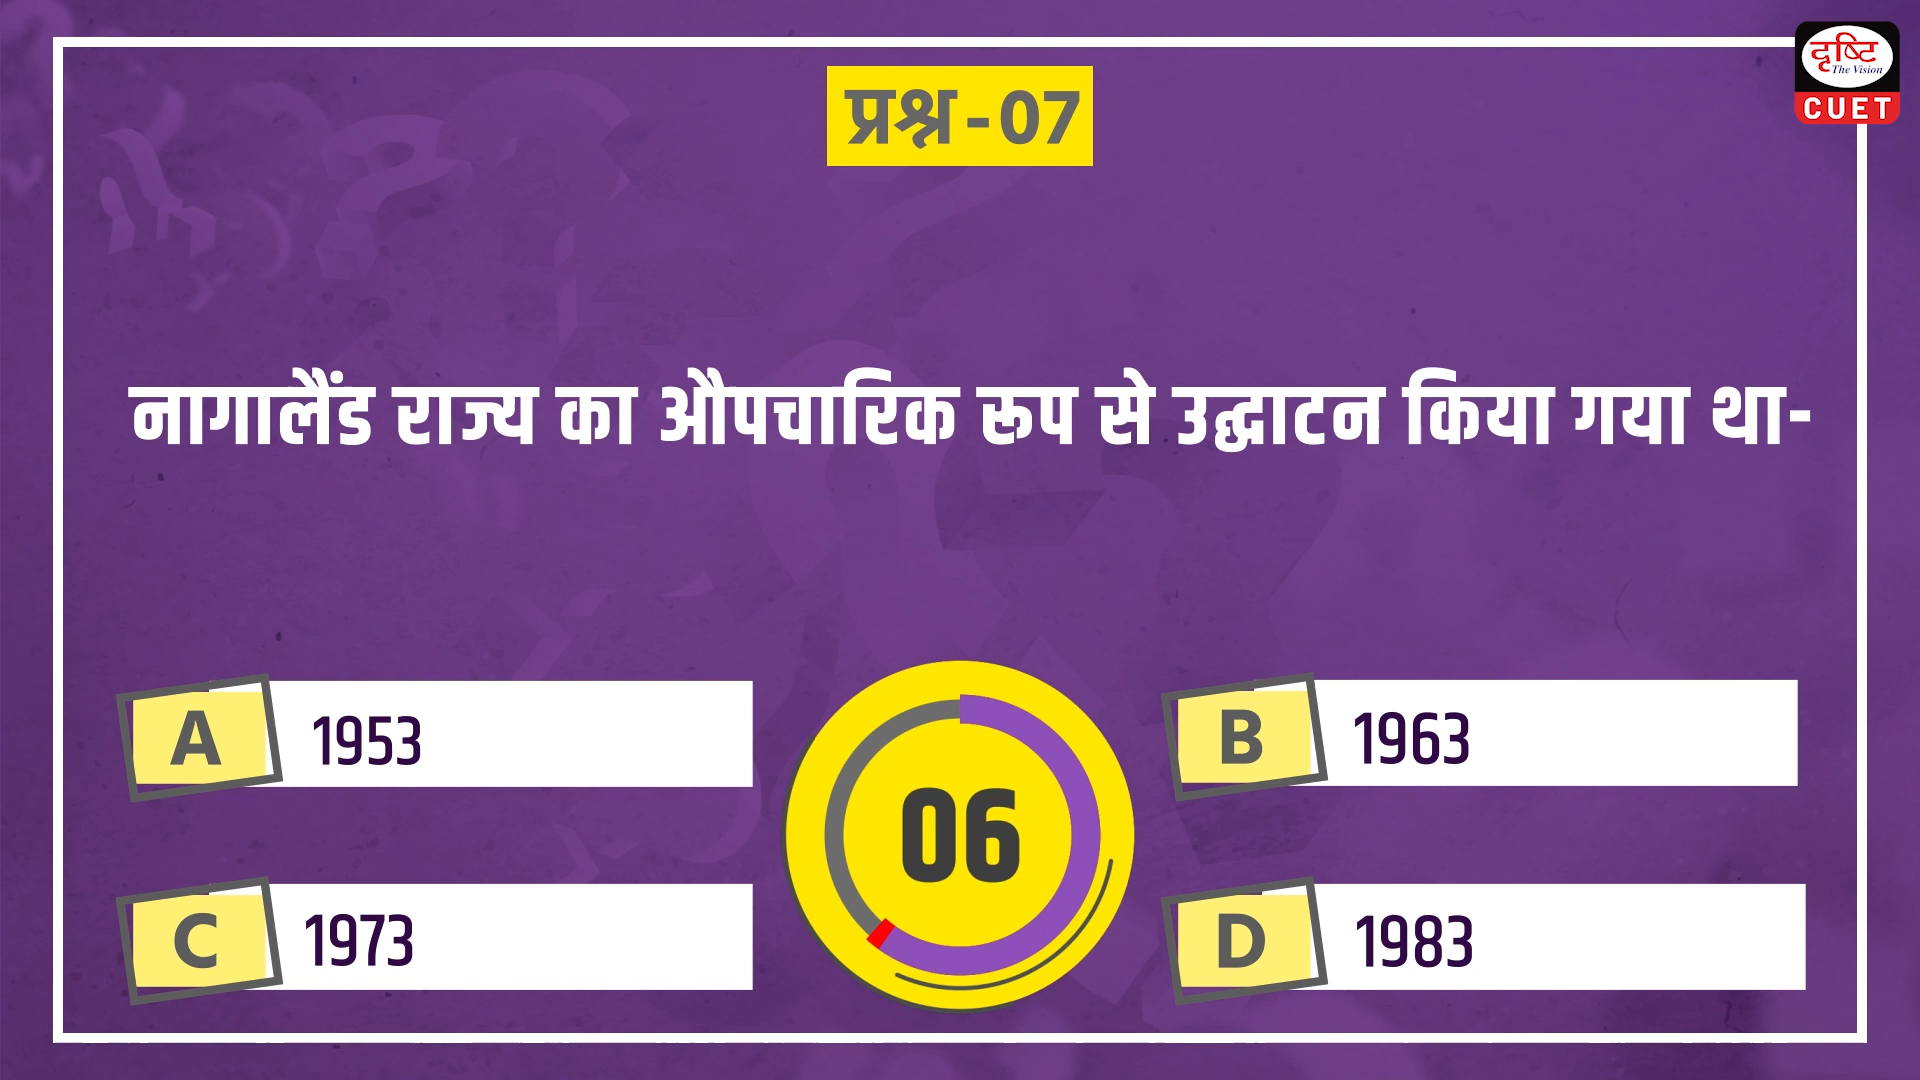 दृष्टि
The Vision
CUET
प्रश्न-07
नागालैंड राज्य का औपचारिक रूप से उद्घाटन किया गया था-
A 1953
B 1963
06
C 1973
D 1983